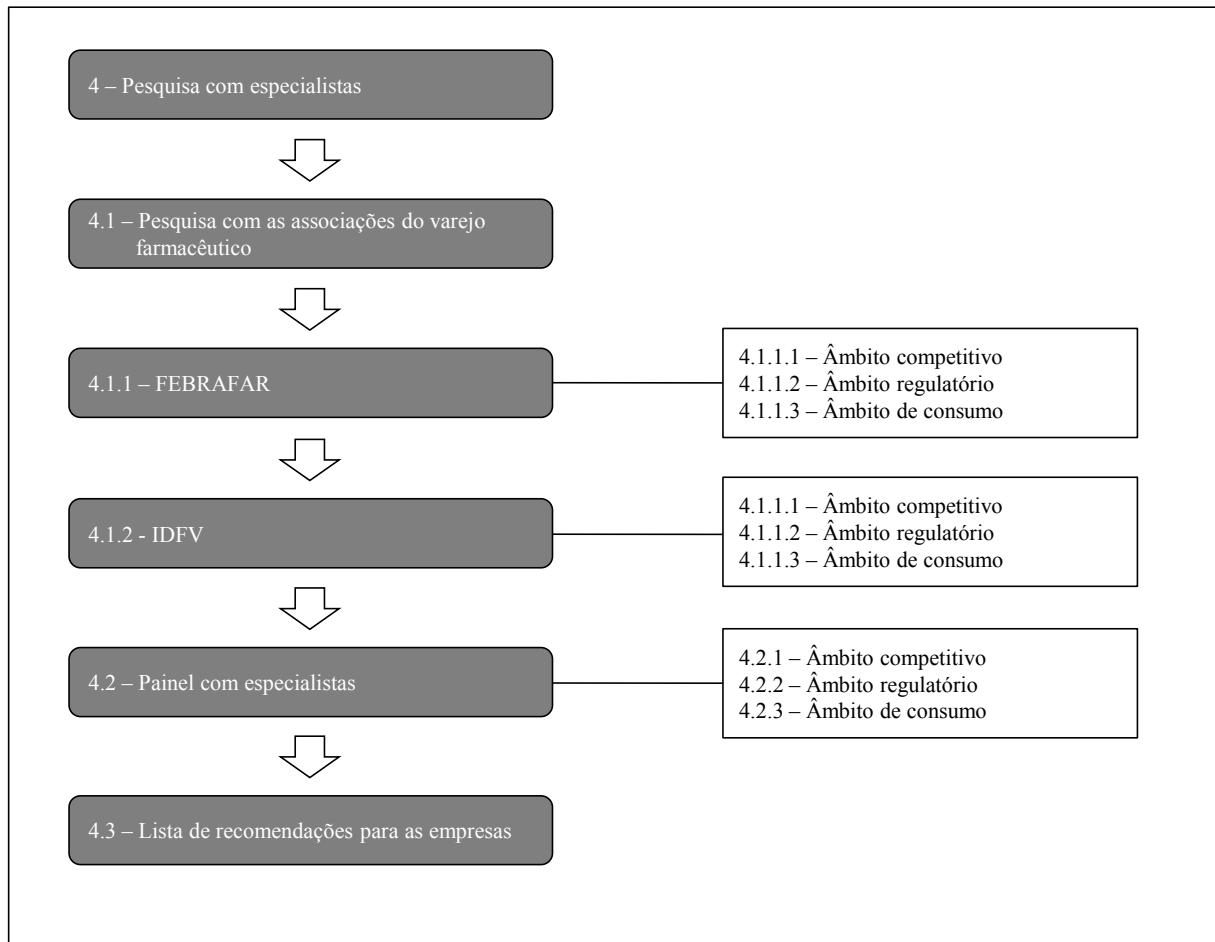 4 – Pesquisa com especialistas
4.1 – Pesquisa com as associações do varejo
farmacêutico
4.1.1 – FEBRAFAR
4.1.1.1 – Âmbito competitivo
4.1.1.2 – Âmbito regulatório
4.1.1.3 – Âmbito de consumo
4.1.2 - IDFV
4.1.1.1 – Âmbito competitivo
4.1.1.2 – Âmbito regulatório
4.1.1.3 – Âmbito de consumo
4.2 – Painel com especialistas
4.2.1 – Âmbito competitivo
4.2.2 – Âmbito regulatório
4.2.3 – Âmbito de consumo
4.3 – Lista de recomendações para as empresas